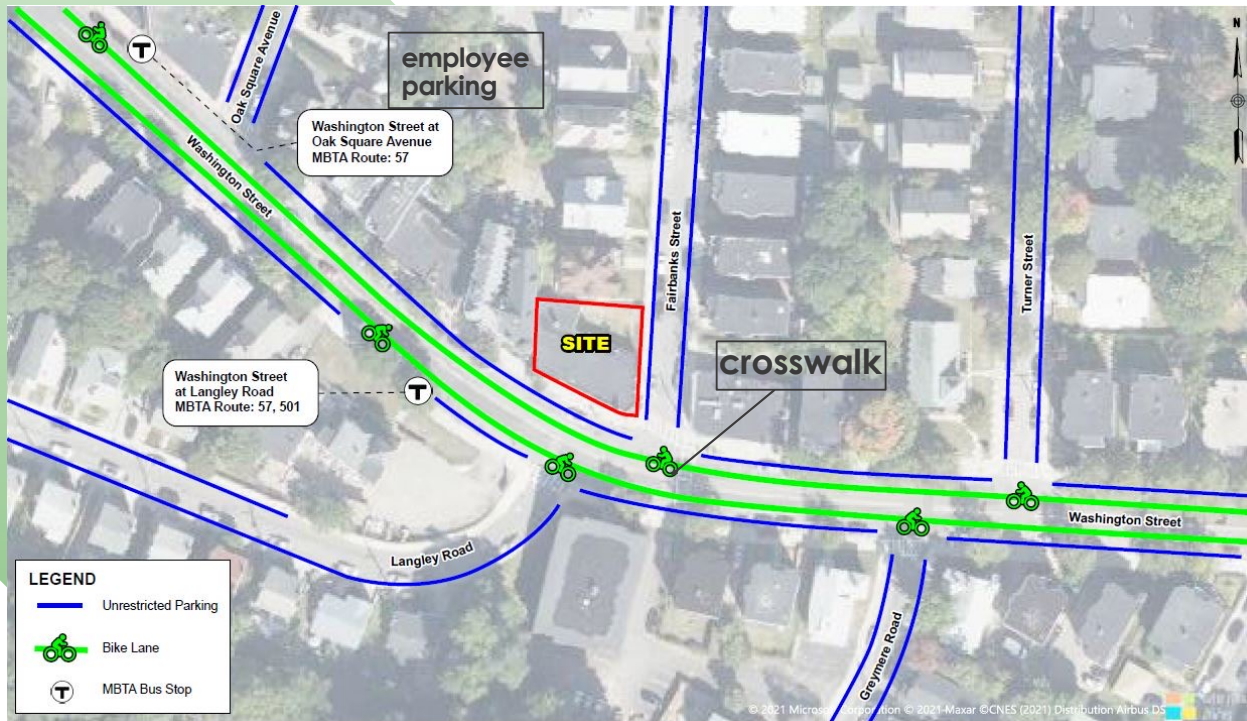 N
Oak Square Avenue
employee
parking
Washington Street at
Oak Square Avenue
MBTA Route: 57
Washington Street
Fairbanks Street
Turner Street
SITE
crosswalk
Washington Street
at Langley Road
MBTA Route: 57, 501
T
T
Washington Street
Langley Road
Greymere Road
LEGEND
Unrestricted Parking
Bike Lane
T
MBTA Bus Stop
© 2021 Microsoft Corporation © 2021 Maxar ©CNES (2021) Distribution Airbus DS